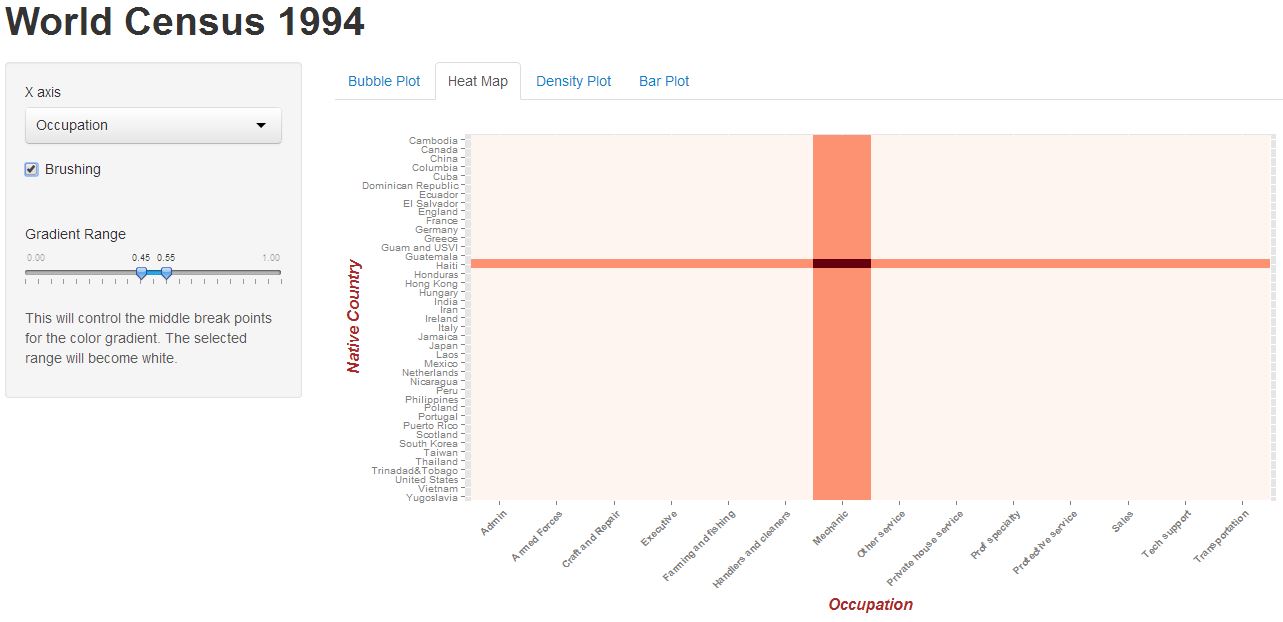 World Census 1994
X axis
Occupation
Brushing
Gradient Range
0.00 0.45 0.55 1.00
This will control the middle break points
for the color gradient. The selected
range will become white.
Bubble Plot Heat Map Density Plot Bar Plot
Native Country
Cambodia
Canada
China
Columbia
Cuba
Dominican Republic
Ecuador
El Salvador
England
France
Germany
Greece
Guam and USVI
Guatemala
Haiti
Honduras
Hong Kong
Hungary
India
Iran
Ireland
Italy
Jamaica
Japan
Laos
Mexico
Netherlands
Nicaragua
Peru
Philippines
Poland
Portugal
Puerto Rico
Scotland
South Korea
Taiwan
Thailand
Trinadad&Tobago
United States
Vietnam
Yugoslavia
Admin
Armed Forces
Craft and Repair
Executive
Farming and fishing
Handlers and cleaners
Mechanic
Other service
Private house service
Prof specialty
Protective service
Sales
Tech support
Transportation
Occupation